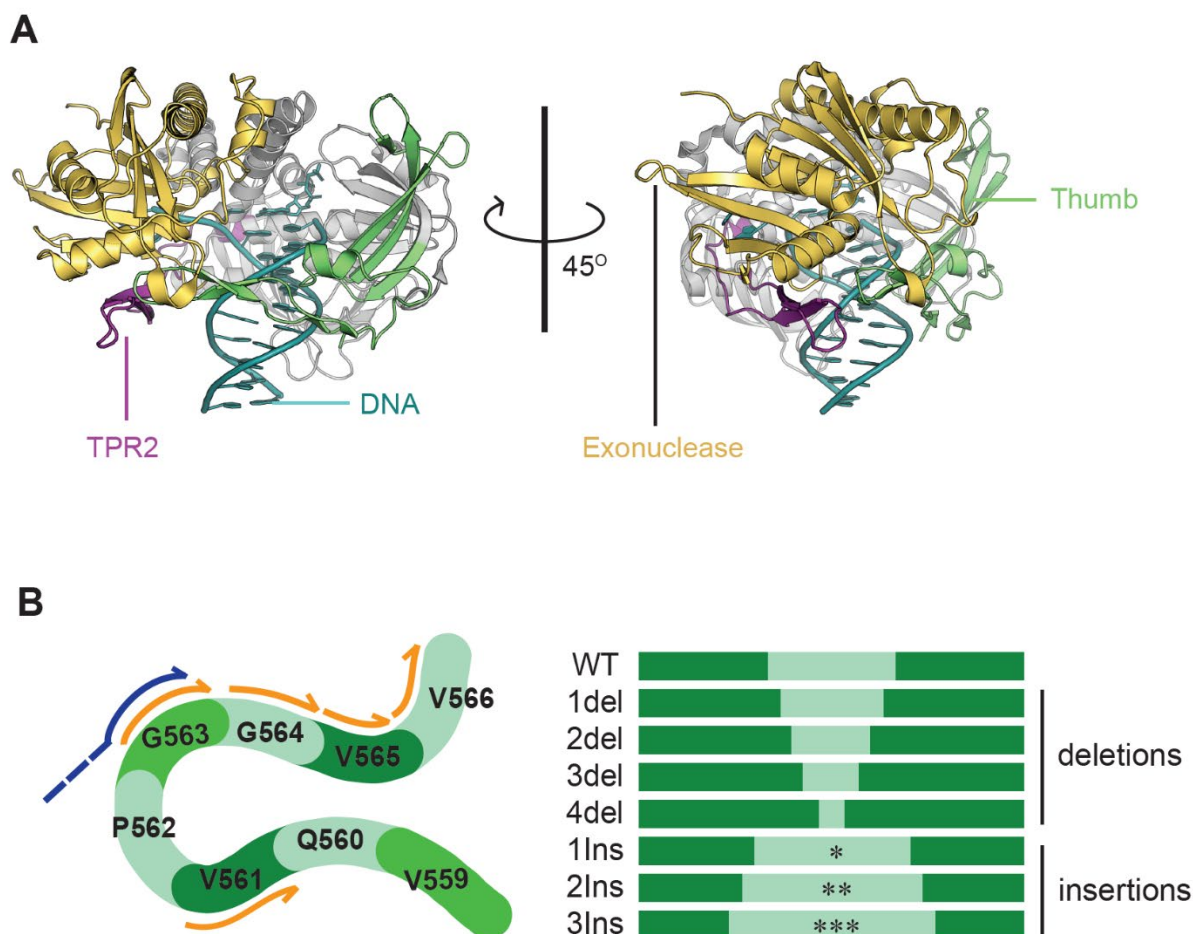 A
45°
Thumb
DNA
TPR2
Exonuclease
B
V566
G563
G564
V565
P562
Q560
V561
V559
WT
1del
2del
3del
4del
deletions
1Ins *
2Ins **
3Ins ***
insertions